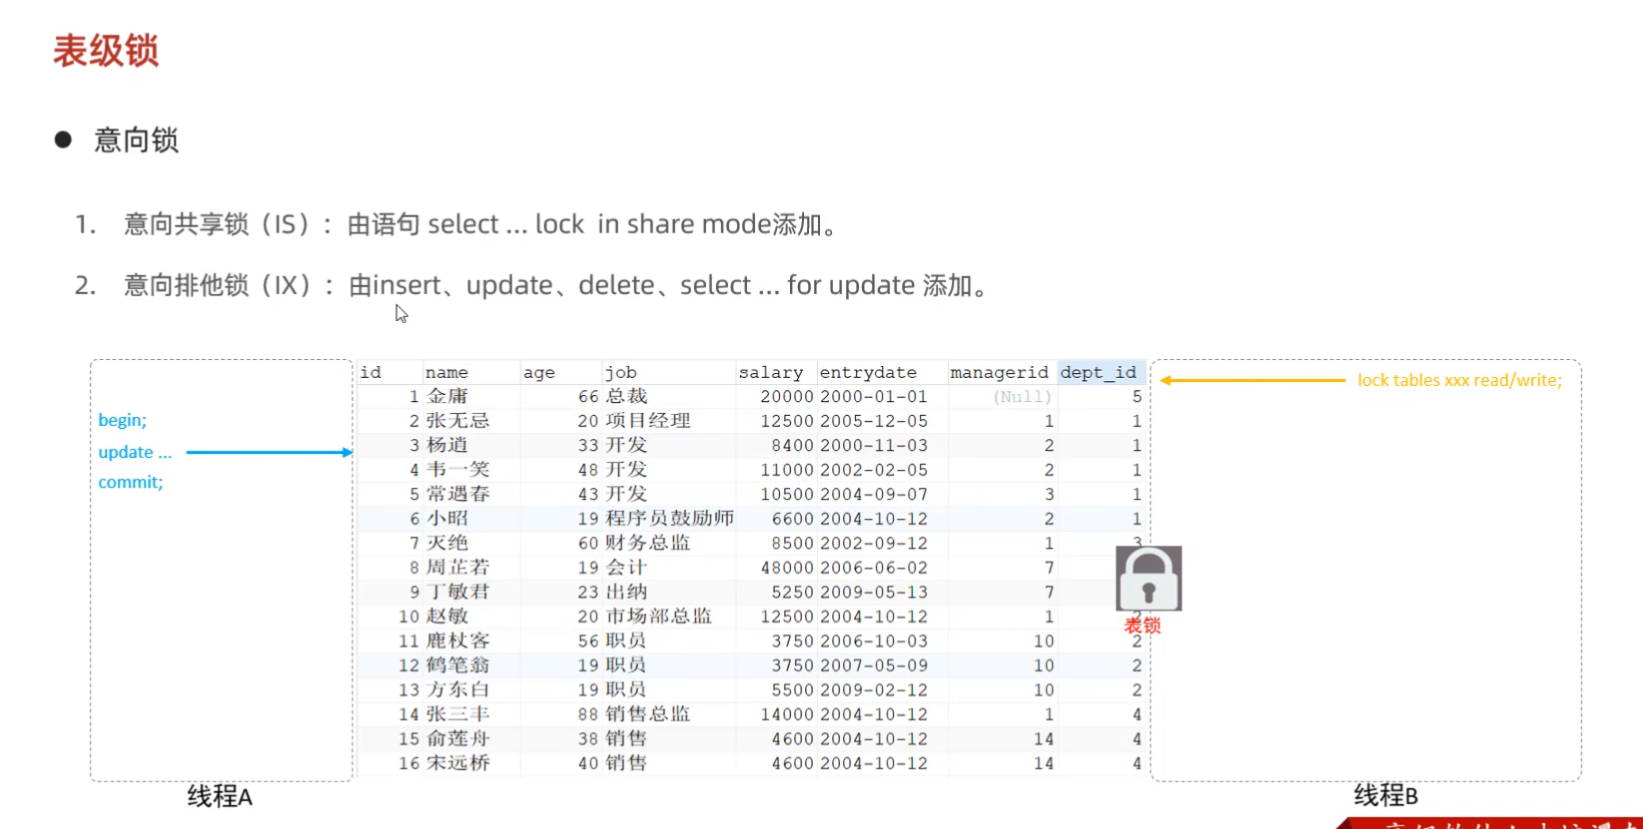 表级锁
● 意向锁
1. 意向共享锁（IS）：由语句 select ... lock in share mode添加。
2. 意向排他锁（IX）：由insert、update、delete、select ... for update 添加。
begin;
update ...
commit;
id name age job salary entrydate managerid dept_id
1 金庸 66 总裁 20000 2000-01-01 (Null) 5
2 张无忌 20 项目经理 12500 2005-12-05 1 1
3 杨逍 33 开发 8400 2000-11-03 2 1
4 韦一笑 48 开发 11000 2002-02-05 2 1
5 常遇春 43 开发 10500 2004-09-07 3 1
6 小昭 19 程序员鼓励师 6600 2004-10-12 2 1
7 灭绝 60 财务总监 8500 2002-09-12 1 3
8 周芷若 19 会计 48000 2006-06-02 7
9 丁敏君 23 出纳 5250 2009-05-13 7
10 赵敏 20 市场部总监 12500 2004-10-12 1 2
11 鹿杖客 56 职员 3750 2006-10-03 10 2
12 鹤笔翁 19 职员 3750 2007-05-09 10 2
13 方东白 19 职员 5500 2009-02-12 10 2
14 张三丰 88 销售总监 14000 2004-10-12 1 4
15 俞莲舟 38 销售 4600 2004-10-12 14 4
16 宋远桥 40 销售 4600 2004-10-12 14 4
表锁
lock tables xxx read/write;
线程A
线程B